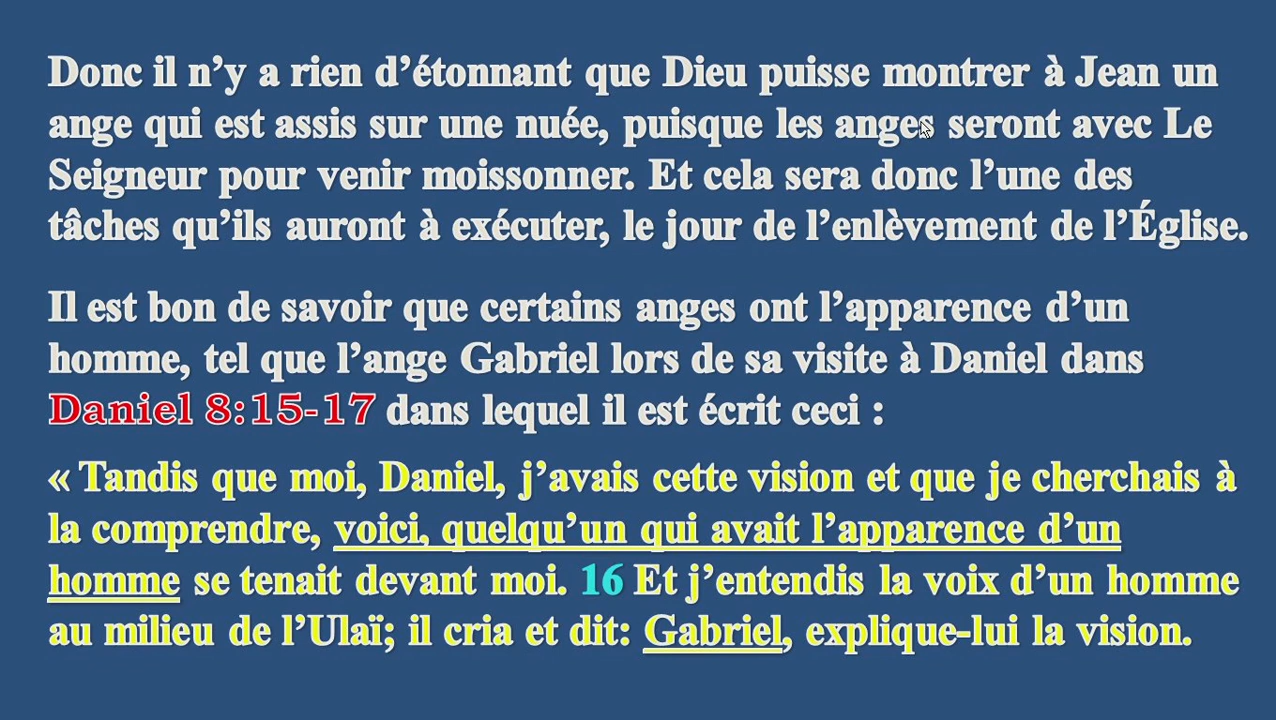 Donc il n’y a rien d’étonnant que Dieu puisse montrer à Jean un
ange qui est assis sur une nuée, puisque les anges seront avec Le
Seigneur pour venir moissonner. Et cela sera donc l’une des
tâches qu’ils auront à exécuter, le jour de l’enlèvement de l’Église.
Il est bon de savoir que certains anges ont l’apparence d’un
homme, tel que l’ange Gabriel lors de sa visite à Daniel dans
Daniel 8:15-17 dans lequel il est écrit ceci :
« Tandis que moi, Daniel, j’avais cette vision et que je cherchais à
la comprendre, voici, quelqu’un qui avait l’apparence d’un
homme se tenait devant moi. 16 Et j’entendis la voix d’un homme
au milieu de l’Ulaï; il cria et dit: Gabriel, explique-lui la vision.